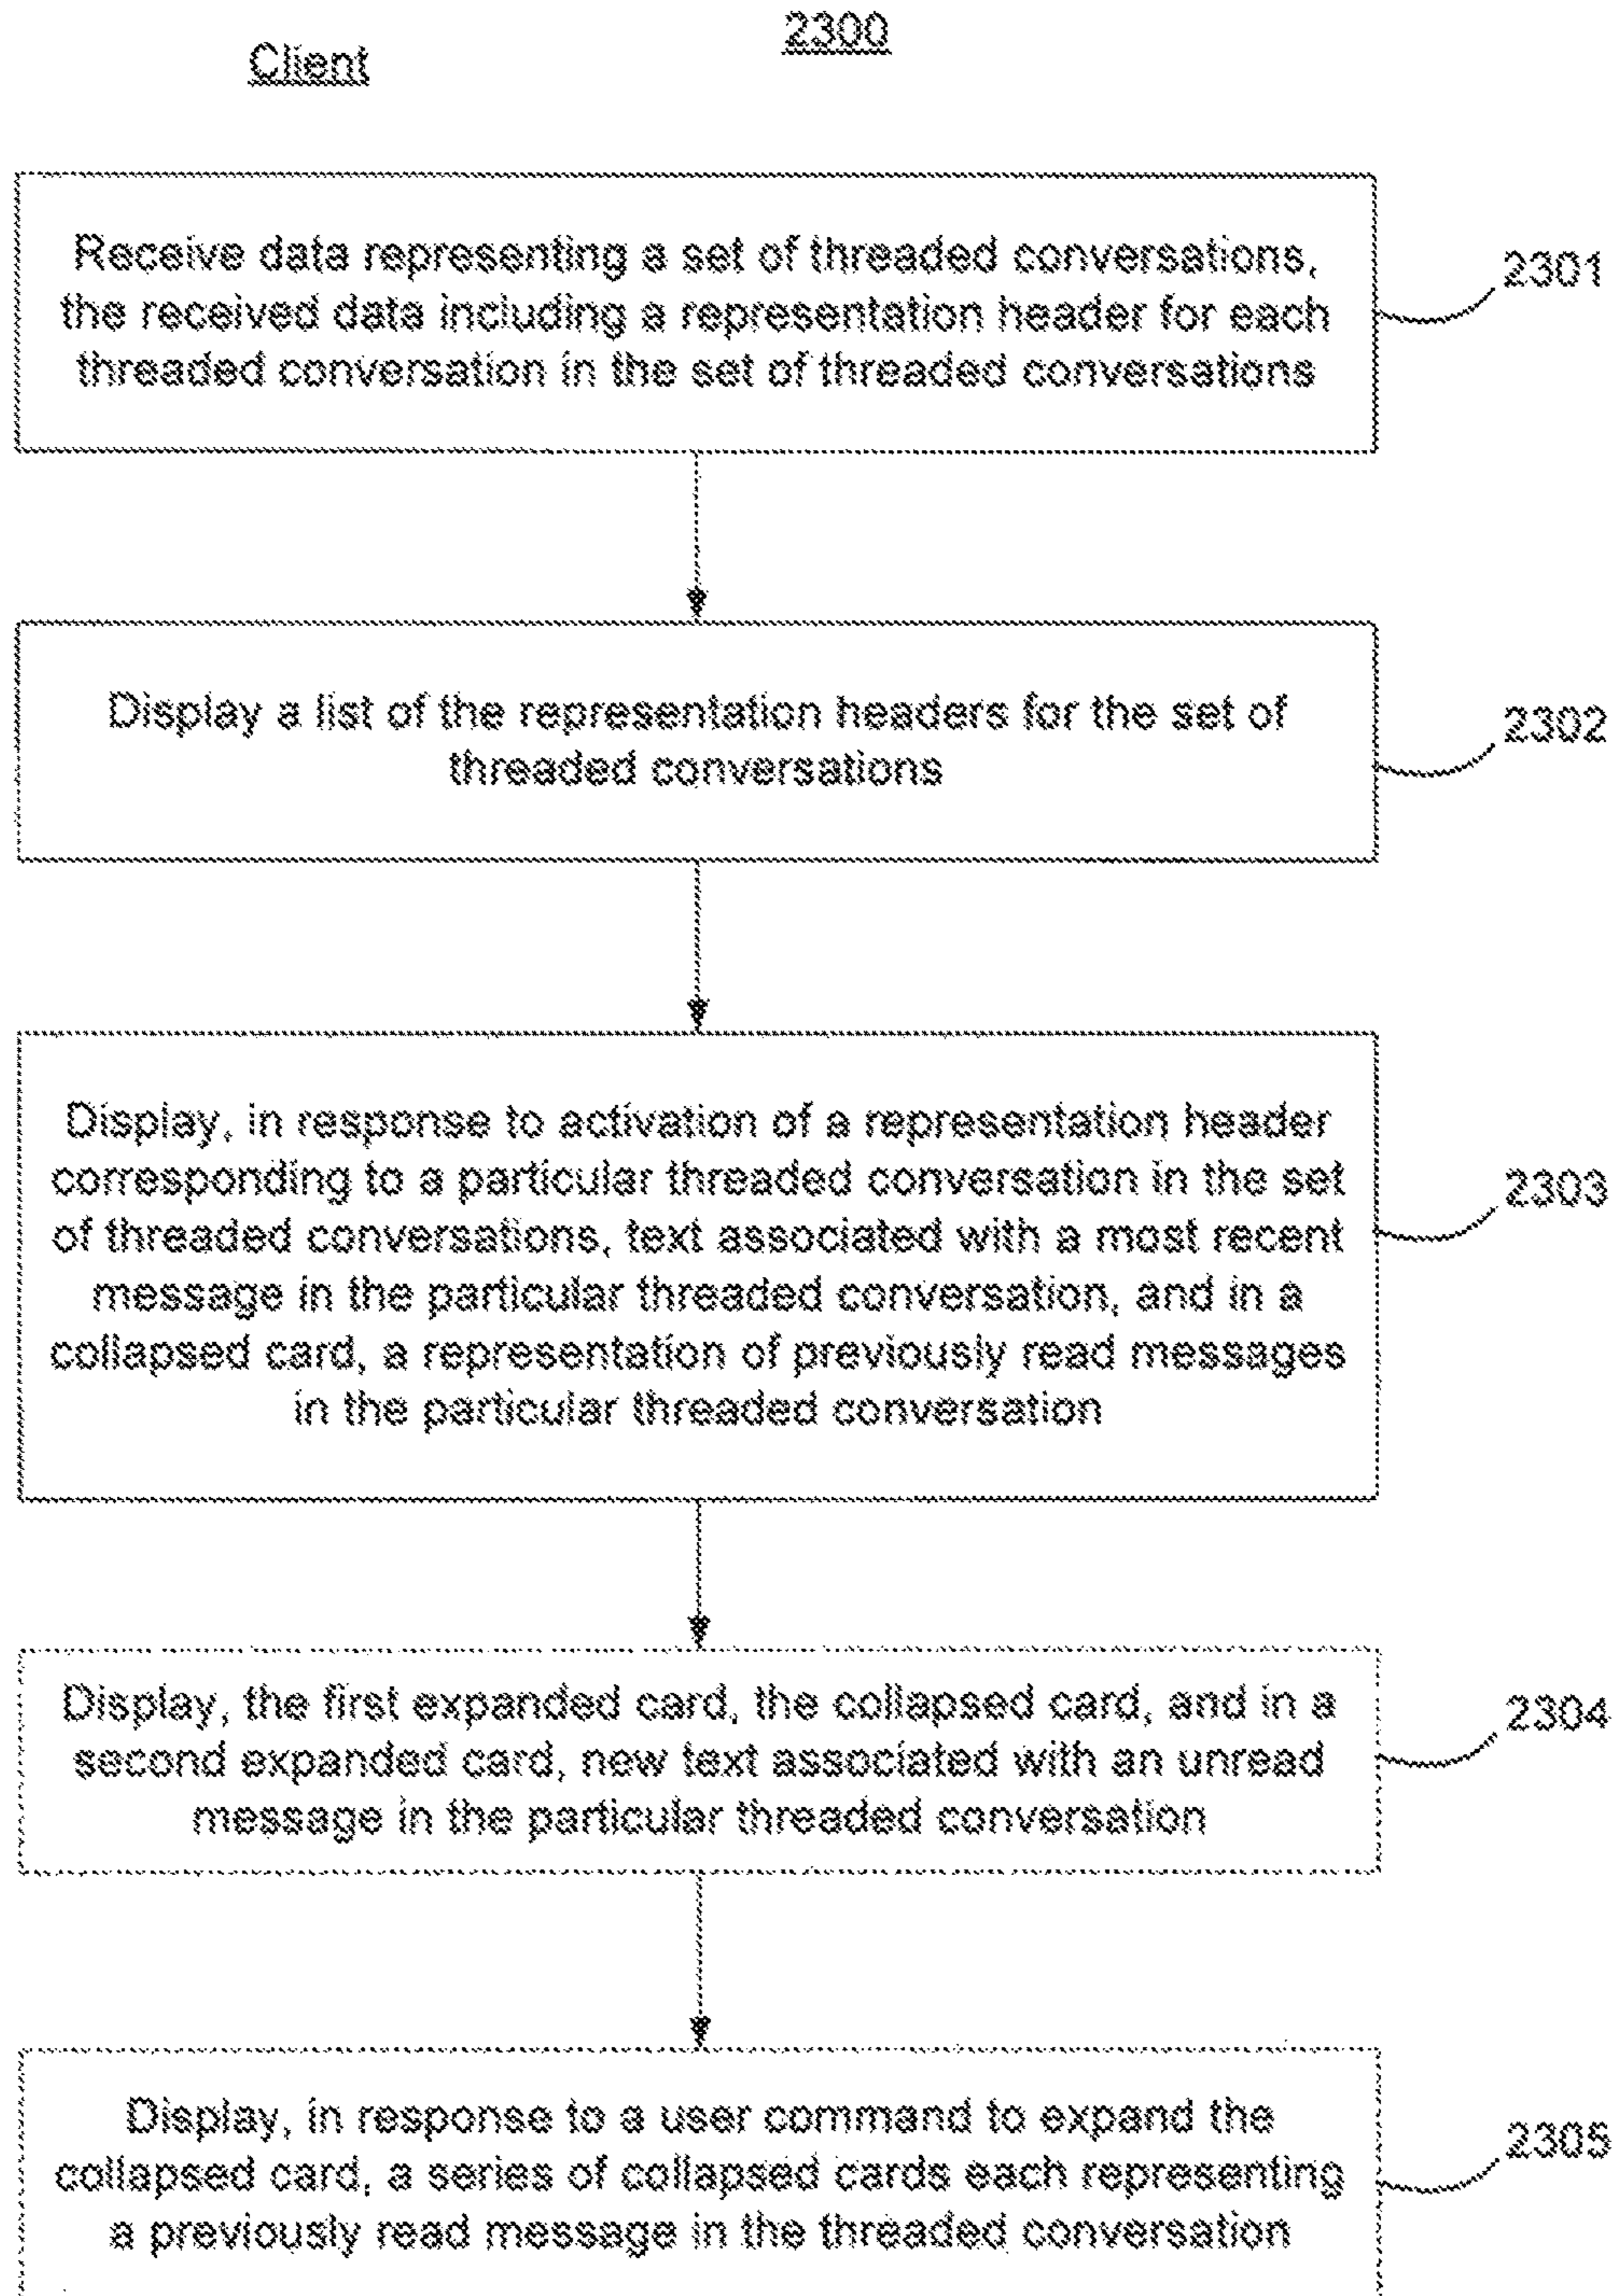 2300
Client
Receive data representing a set of threaded conversations,
the received data including a representation header for each
threaded conversation in the set of threaded conversations
2301
Display a list of the representation headers for the set of
threaded conversations
2302
Display, in response to activation of a representation header
corresponding to a particular threaded conversation in the set
of threaded conversations, text associated with a most recent
message in the particular threaded conversation, and in a
collapsed card, a representation of previously read messages
in the particular threaded conversation
2303
Display, the first expanded card, the collapsed card, and in a
second expanded card, new text associated with an unread
message in the particular threaded conversation
2304
Display, in response to a user command to expand the
collapsed card, a series of collapsed cards each representing
a previously read message in the threaded conversation
2305